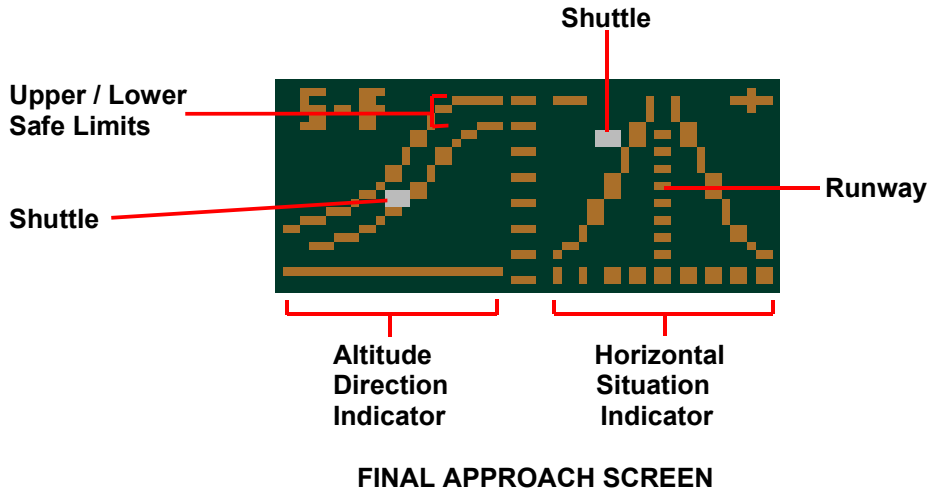 Shuttle
Upper / Lower
Safe Limits
S-F
Runway
Shuttle
Altitude
Direction
Indicator
Horizontal
Situation
Indicator
FINAL APPROACH SCREEN